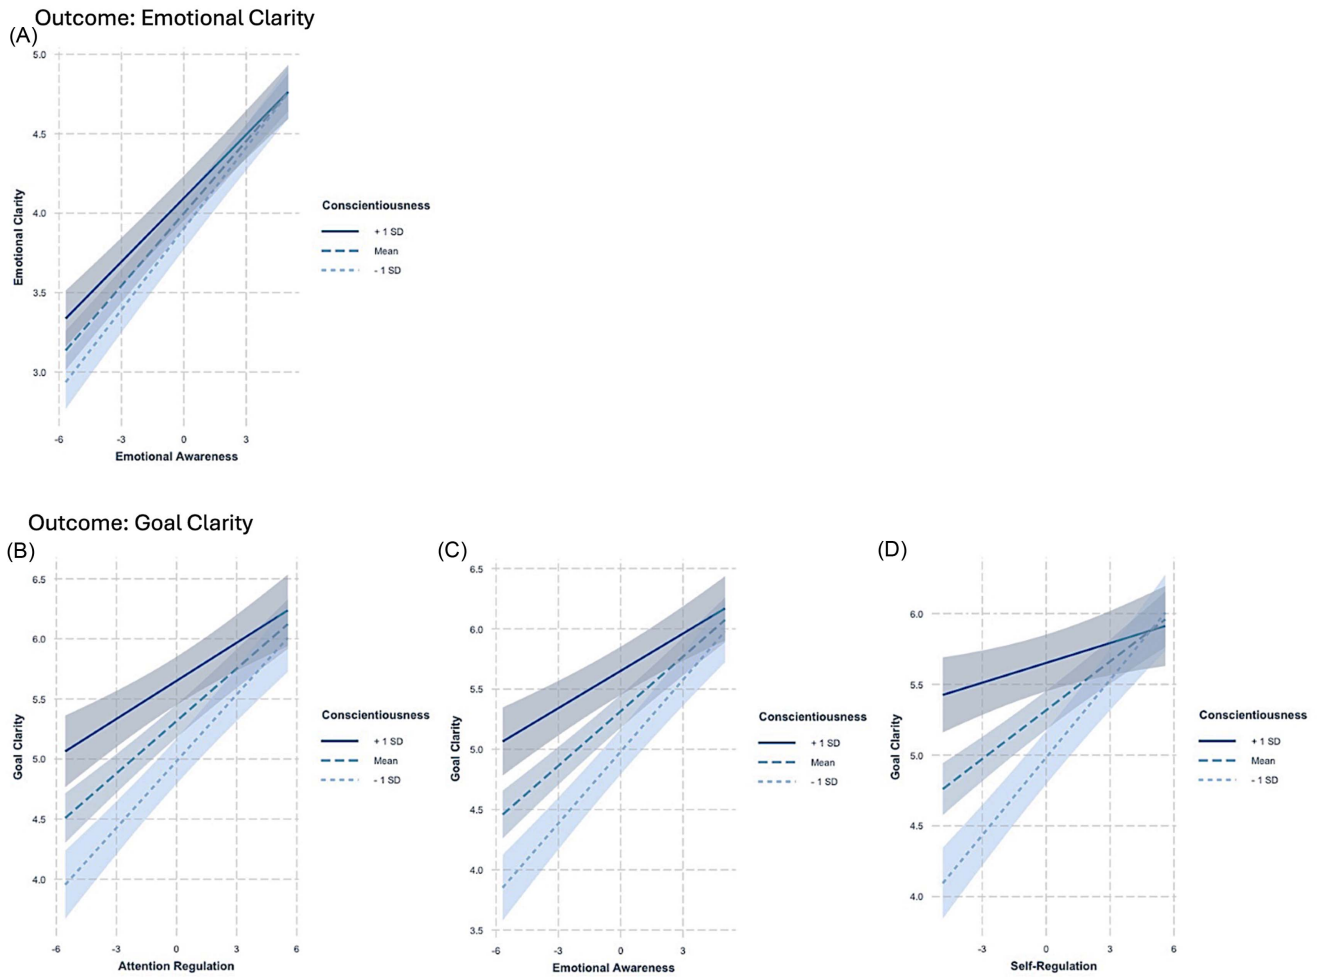 Outcome: Emotional Clarity
(A)
5.0
4.5
4.0
3.5
3.0
Emotional Clarity
-6 -3 0 3
Emotional Awareness
Conscientiousness
+ 1 SD
Mean
- 1 SD
Outcome: Goal Clarity
(B)
6.5
6.0
5.5
5.0
4.5
4.0
Goal Clarity
-6 -3 0 3 6
Attention Regulation
Conscientiousness
+ 1 SD
Mean
- 1 SD
(C)
6.5
6.0
5.5
5.0
4.5
4.0
3.5
Goal Clarity
-6 -3 0 3
Emotional Awareness
Conscientiousness
+ 1 SD
Mean
- 1 SD
(D)
6.0
5.5
5.0
4.5
4.0
Goal Clarity
-3 0 3 6
Self-Regulation
Conscientiousness
+ 1 SD
Mean
- 1 SD